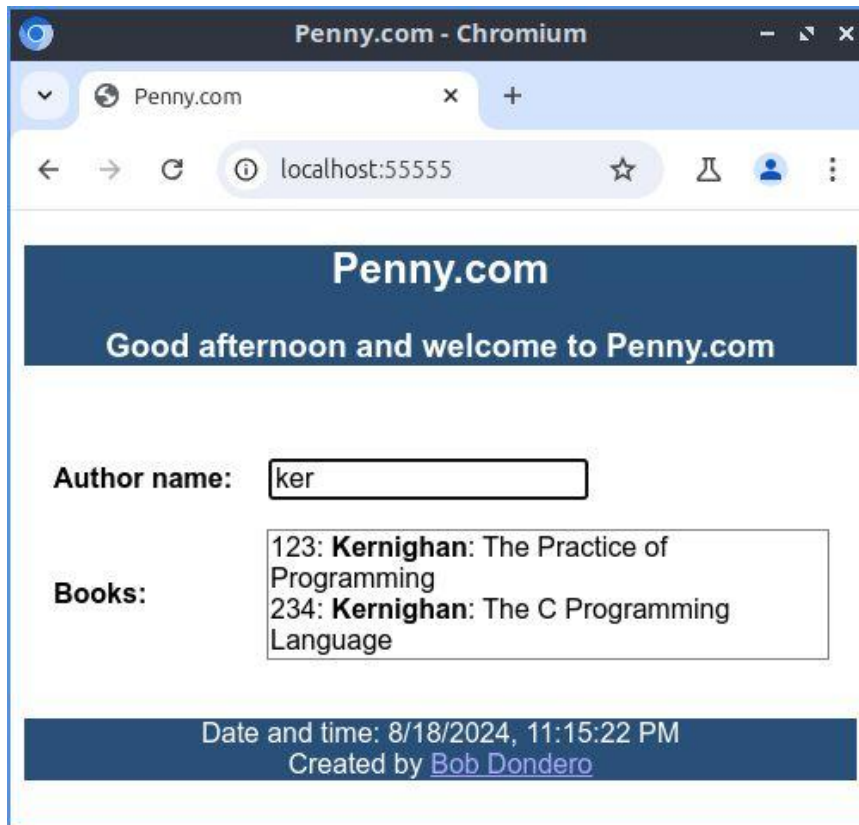 Penny.com - Chromium
Penny.com
localhost:55555
Penny.com
Good afternoon and welcome to Penny.com
Author name: ker
Books:
123: Kernighan: The Practice of
Programming
234: Kernighan: The C Programming
Language
Date and time: 8/18/2024, 11:15:22 PM
Created by Bob Dondero